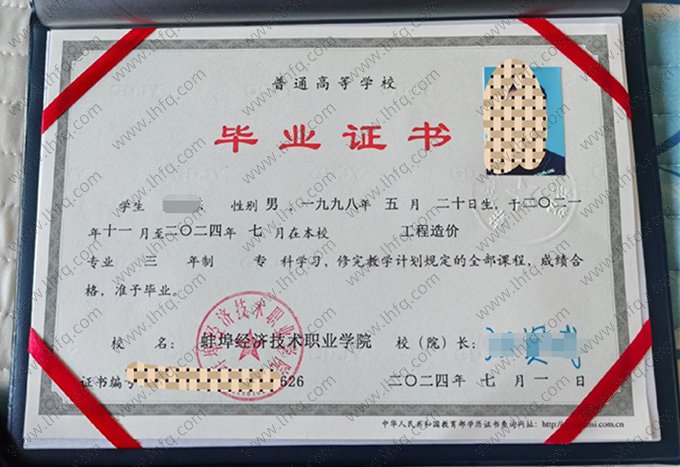 普通高等学校
毕业证书
学生 性别 男，一九九八年 五 月 二十日生，于二〇二一
年十一月至二〇二四年 七 月在本校 工程造价
专业 三 年制 专 科学习，修完教学计划规定的全部课程，成绩合
格，准予毕业。
校 名：蚌埠经济技术职业学院 校（院）长：
证书编号 626 二〇二四年 七 月 一 日
中华人民共和国教育部学历证书查询网址：http://
www.lhfq.com